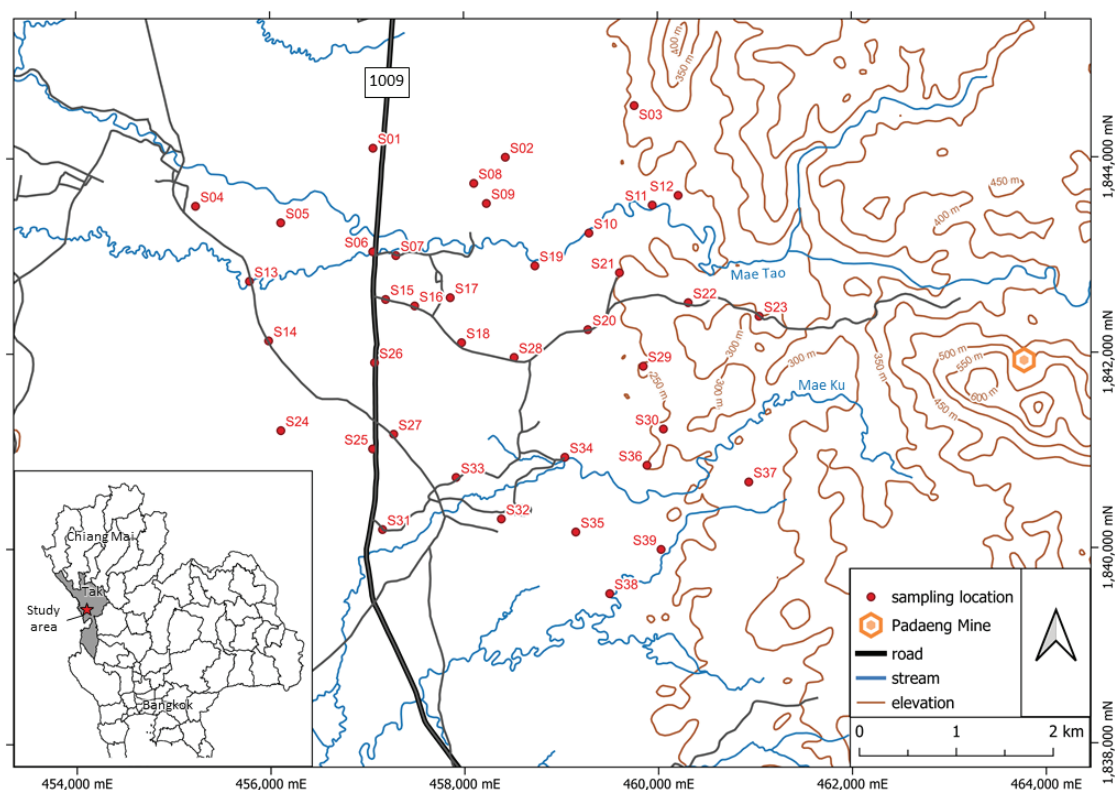 400 m
350 m
1009
S03
S01
S02
1,844,000 mN
S08
S12
450 m
S04
S09
S11
400 m
S05
S10
S06
S07
S19
S21
Mae Tao
S13
S15
S16
S17
S22
S23
S20
S14
S18
S28
300 m
1,842,000 mN
S26
S29
300 m
350 m
500 m
550 m
250 m
300 m
Mae Ku
600 m
450 m
S24
S27
S30
S25
S34
S36
S33
S37
S31
S32
S35
S39
1,840,000 mN
S38
Chiang Mai
Tak
Study
area
Bangkok
sampling location
Padaeng Mine
road
stream
elevation
0 1 2 km
1,838,000 mN
454,000 mE 456,000 mE 458,000 mE 460,000 mE 462,000 mE 464,000 mE